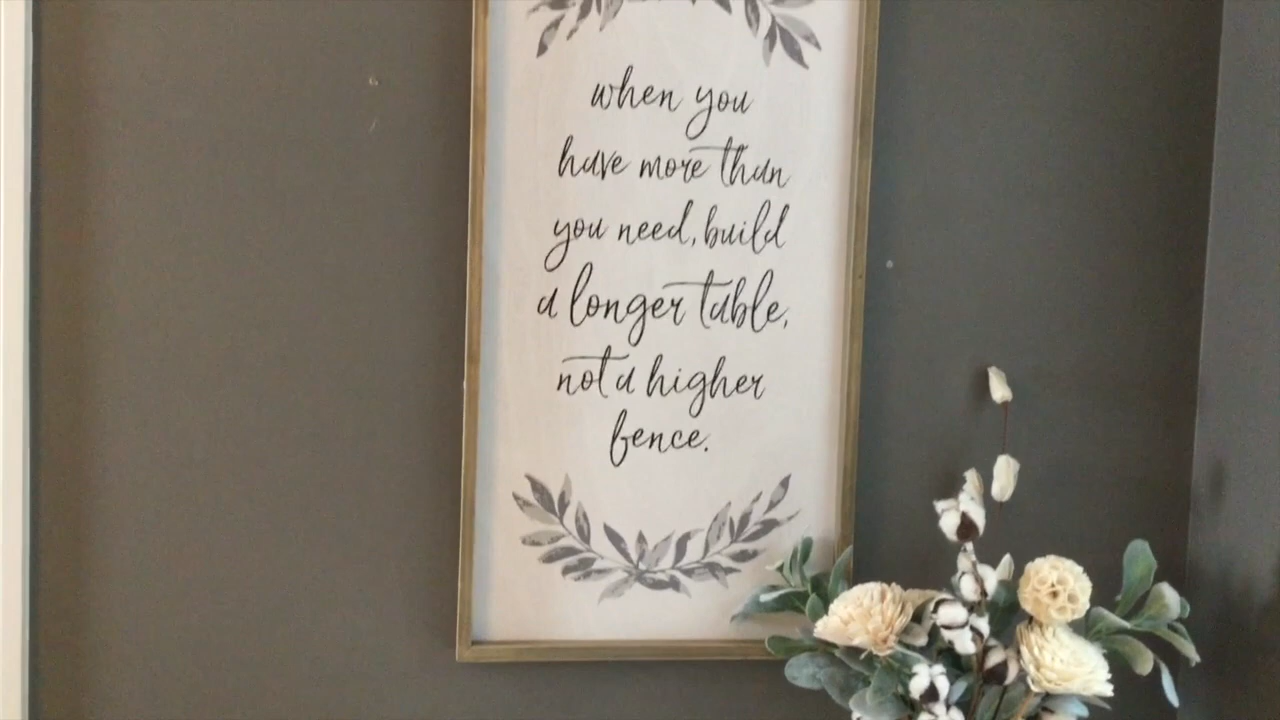 when you
have more than
you need, build
a longer table,
not a higher
fence.